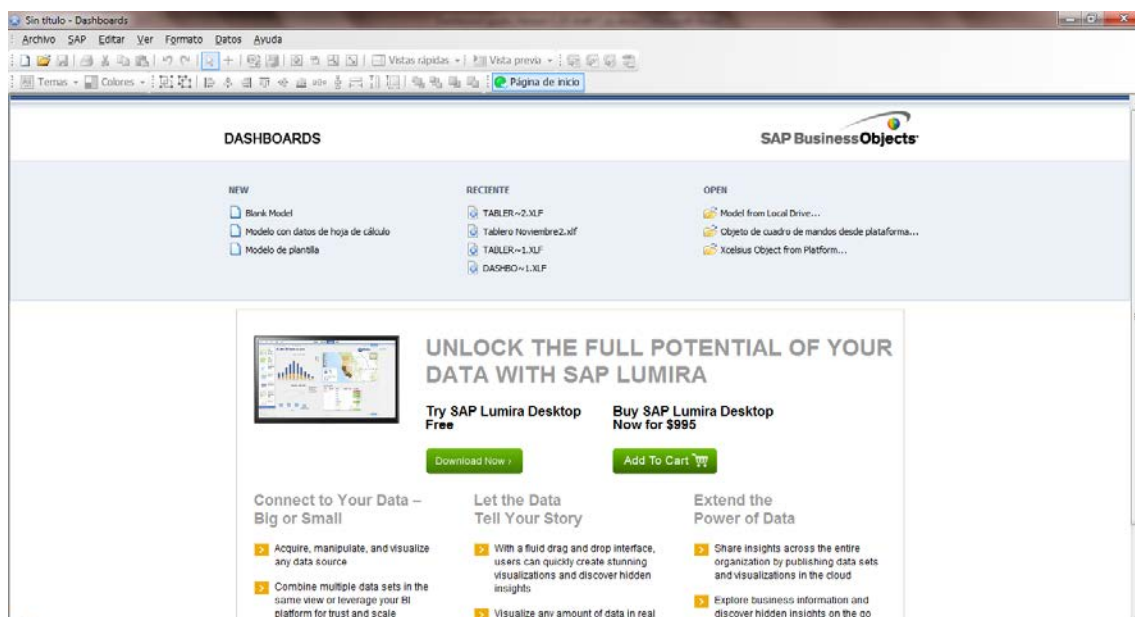 Sin título - Dashboards
Archivo SAP Editar Ver Formato Datos Ayuda
Vistas rápidas Vista previa
Temas Colores Página de inicio
DASHBOARDS
SAP BusinessObjects
NEW
Blank Model
Modelo con datos de hoja de cálculo
Modelo de plantilla
RECIENTE
TABLER~2.XLF
Tablero Noviembre2.xlf
TABLER~1.XLF
DASHBO~1.XLF
OPEN
Model from Local Drive...
Objeto de cuadro de mandos desde plataforma...
Xcelsius Object from Platform...
UNLOCK THE FULL POTENTIAL OF YOUR
DATA WITH SAP LUMIRA
Try SAP Lumira Desktop
Free
Download Now ›
Buy SAP Lumira Desktop
Now for $995
Add To Cart
Connect to Your Data –
Big or Small
Acquire, manipulate, and visualize
any data source
Combine multiple data sets in the
same view or leverage your BI
platform for trust and scale
Let the Data
Tell Your Story
With a fluid drag and drop interface,
users can quickly create stunning
visualizations and discover hidden
insights
Visualize any amount of data in real
Extend the
Power of Data
Share insights across the entire
organization by publishing data sets
and visualizations in the cloud
Explore business information and
discover hidden insights on the go